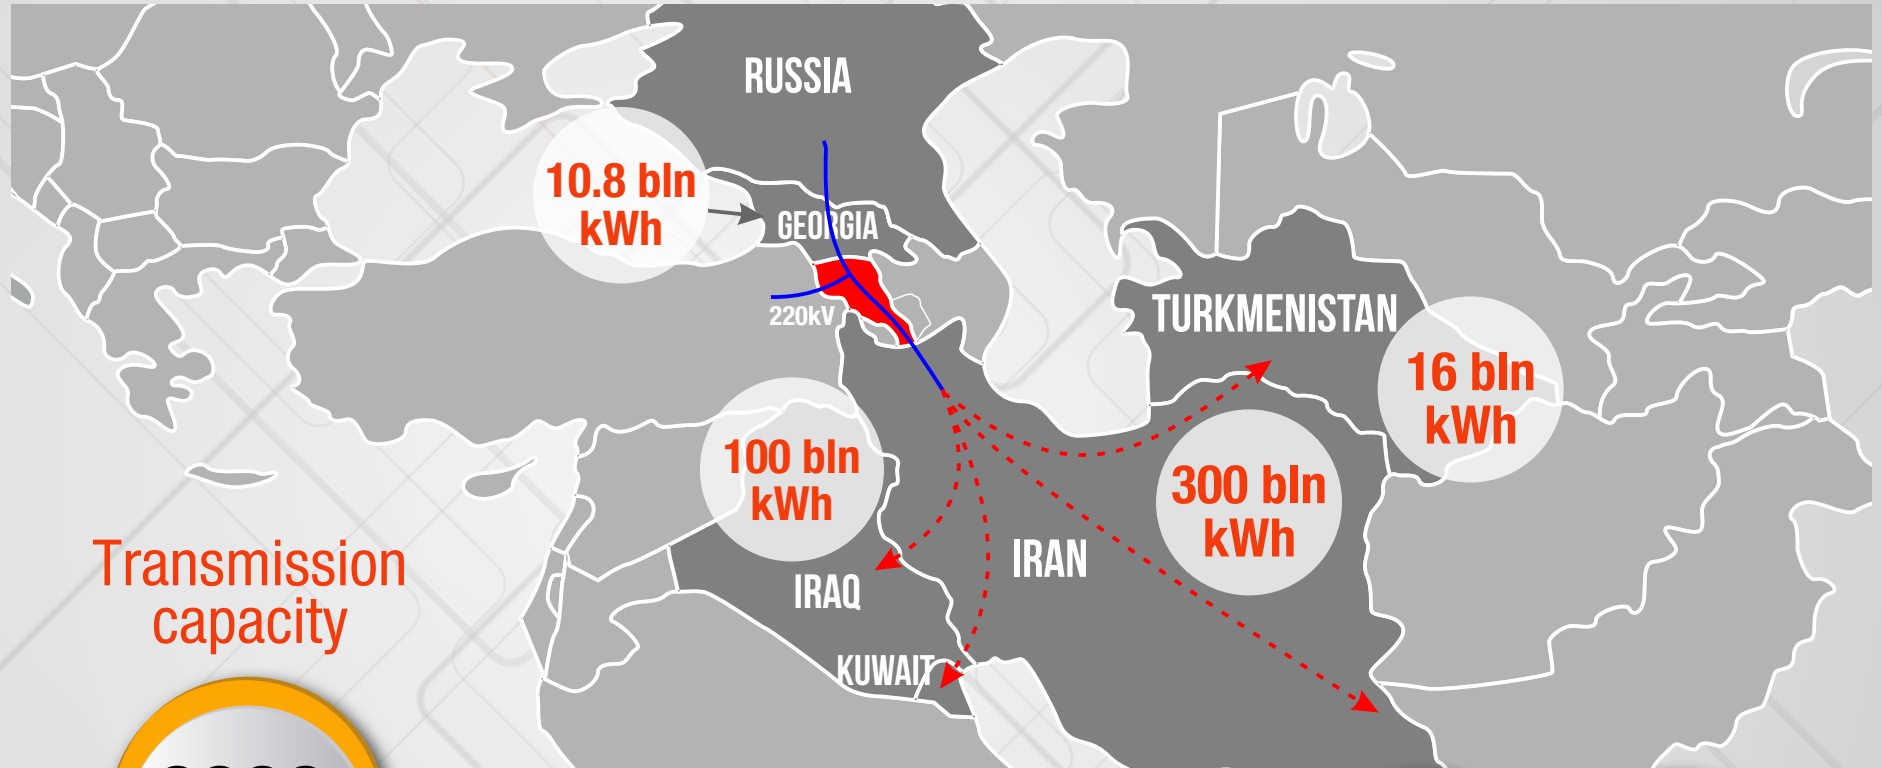 RUSSIA
10.8 bln
kWh
GEORGIA
220kV
TURKMENISTAN
16 bln
kWh
100 bln
kWh
300 bln
kWh
Transmission
capacity
IRAN
IRAQ
KUWAIT